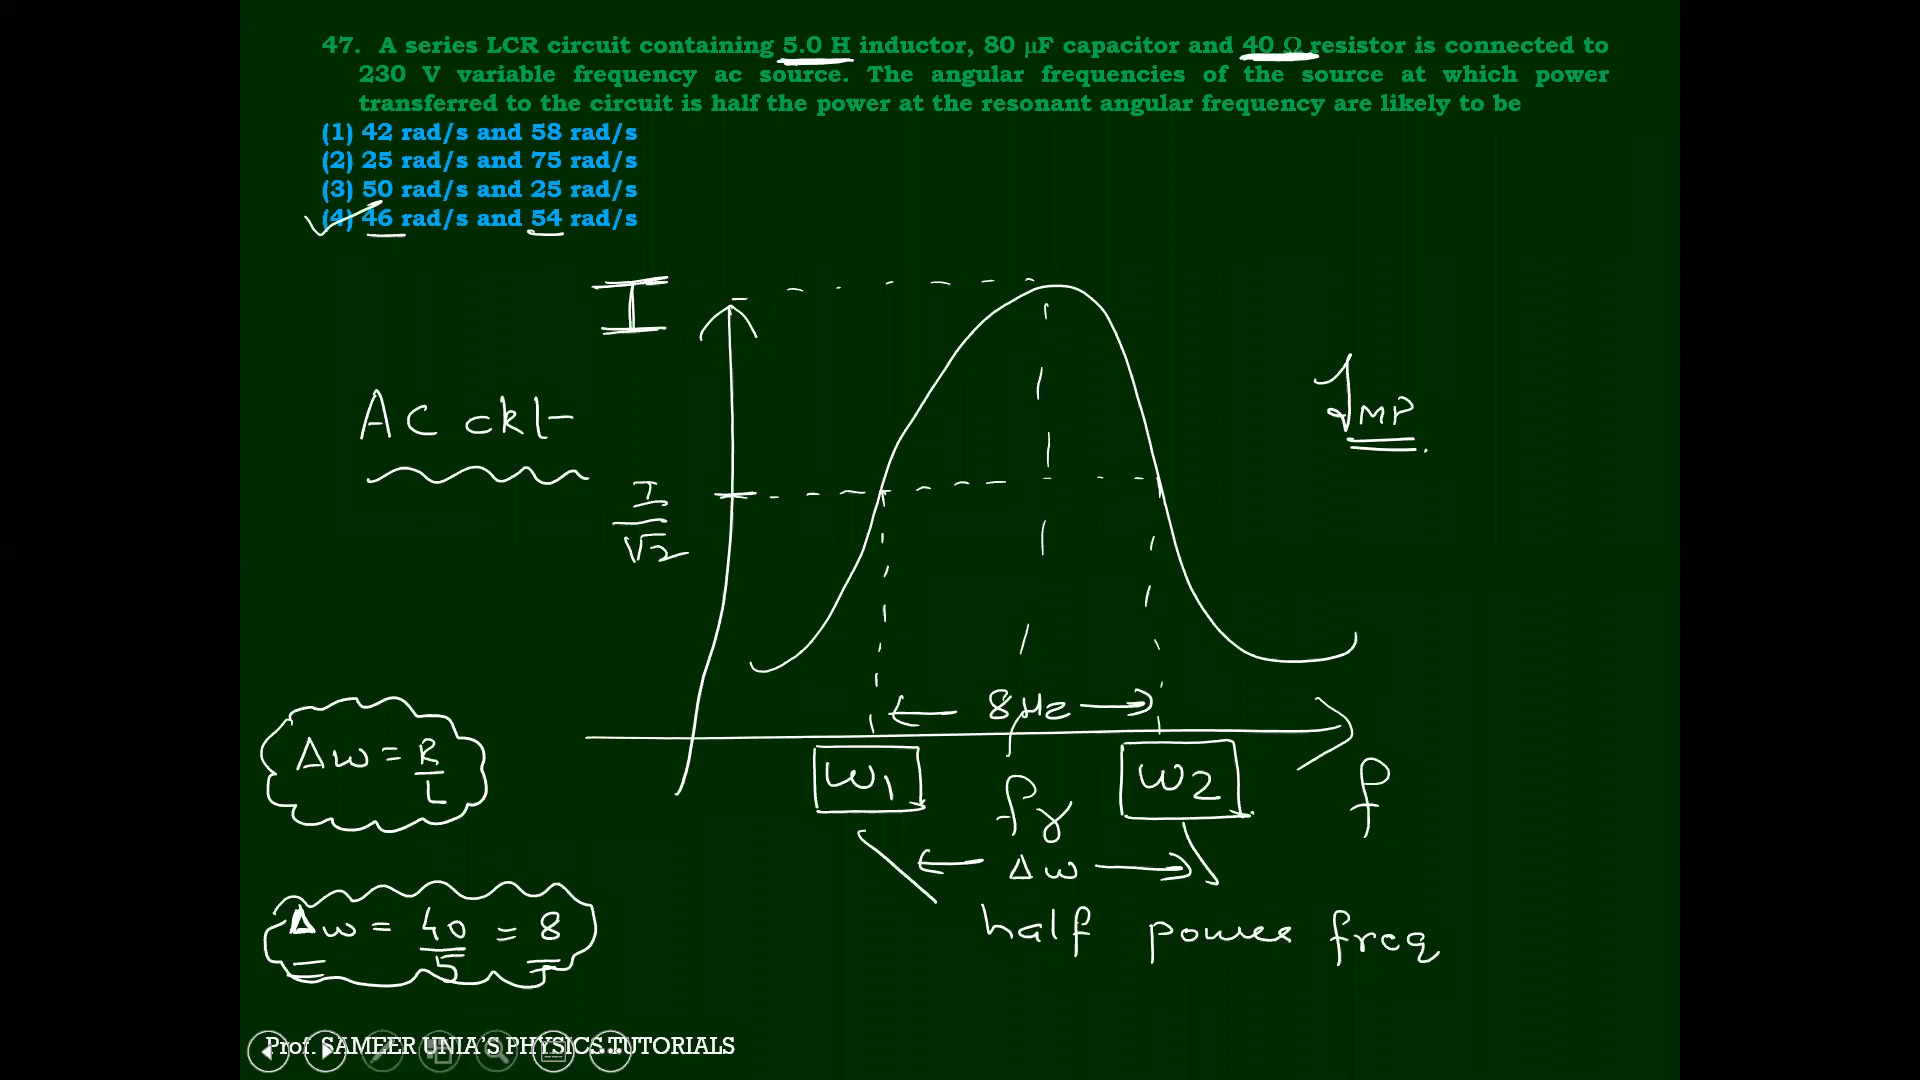 47. A series LCR circuit containing 5.0 H inductor, 80 μF capacitor and 40 Ω resistor is connected to
230 V variable frequency ac source. The angular frequencies of the source at which power
transferred to the circuit is half the power at the resonant angular frequency are likely to be
(1) 42 rad/s and 58 rad/s
(2) 25 rad/s and 75 rad/s
(3) 50 rad/s and 25 rad/s
(4) 46 rad/s and 54 rad/s
I
AC ckt
IMP
I/√2
8 Hz
Δω = R/L
ω1
fr
ω2
f
Δω
Δω = 40/5 = 8
half power freq
Prof. SAMEER UNIA'S PHYSICS TUTORIALS